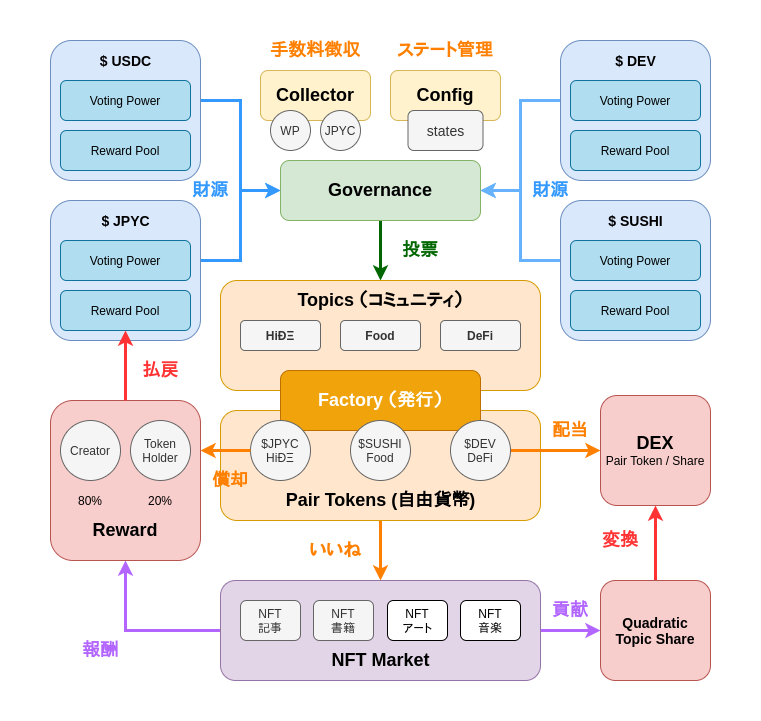 手数料徴収
ステート管理
$ USDC
Voting Power
Reward Pool
Collector
WP
JPYC
Config
states
$ DEV
Voting Power
Reward Pool
財源
Governance
財源
$ JPYC
Voting Power
Reward Pool
投票
$ SUSHI
Voting Power
Reward Pool
Topics（コミュニティ）
HiÐΞ
Food
DeFi
払戻
Factory（発行）
Creator
Token
Holder
80%
20%
Reward
償却
$JPYC
HiÐΞ
$SUSHI
Food
$DEV
DeFi
Pair Tokens (自由貨幣)
配当
DEX
Pair Token / Share
いいね
変換
報酬
NFT
記事
NFT
書籍
NFT
アート
NFT
音楽
NFT Market
貢献
Quadratic
Topic Share